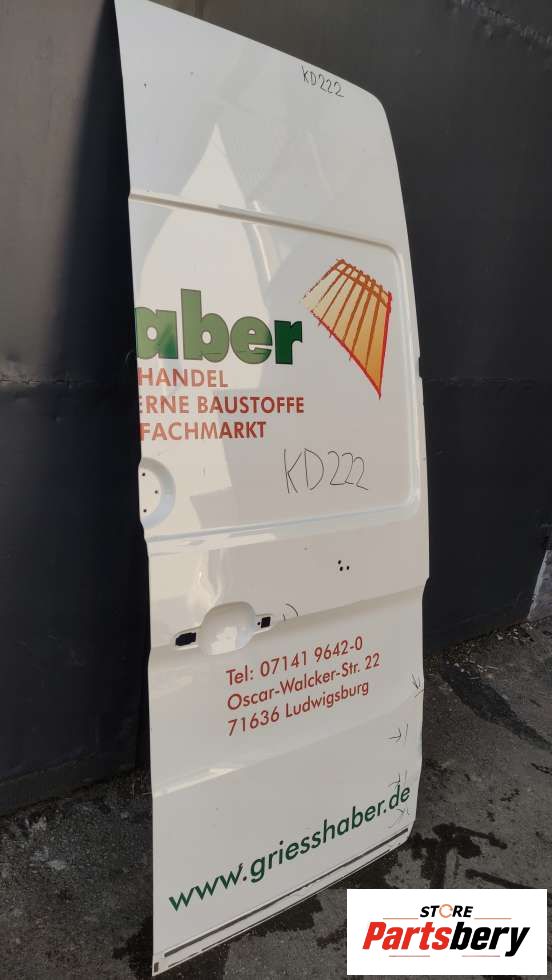 KD222
aber
HANDEL
ERNE BAUSTOFFE
FACHMARKT
KD222
Tel: 07141 9642-0
Oscar-Walcker-Str. 22
71636 Ludwigsburg
www.griesshaber.de
STORE
Partsbery